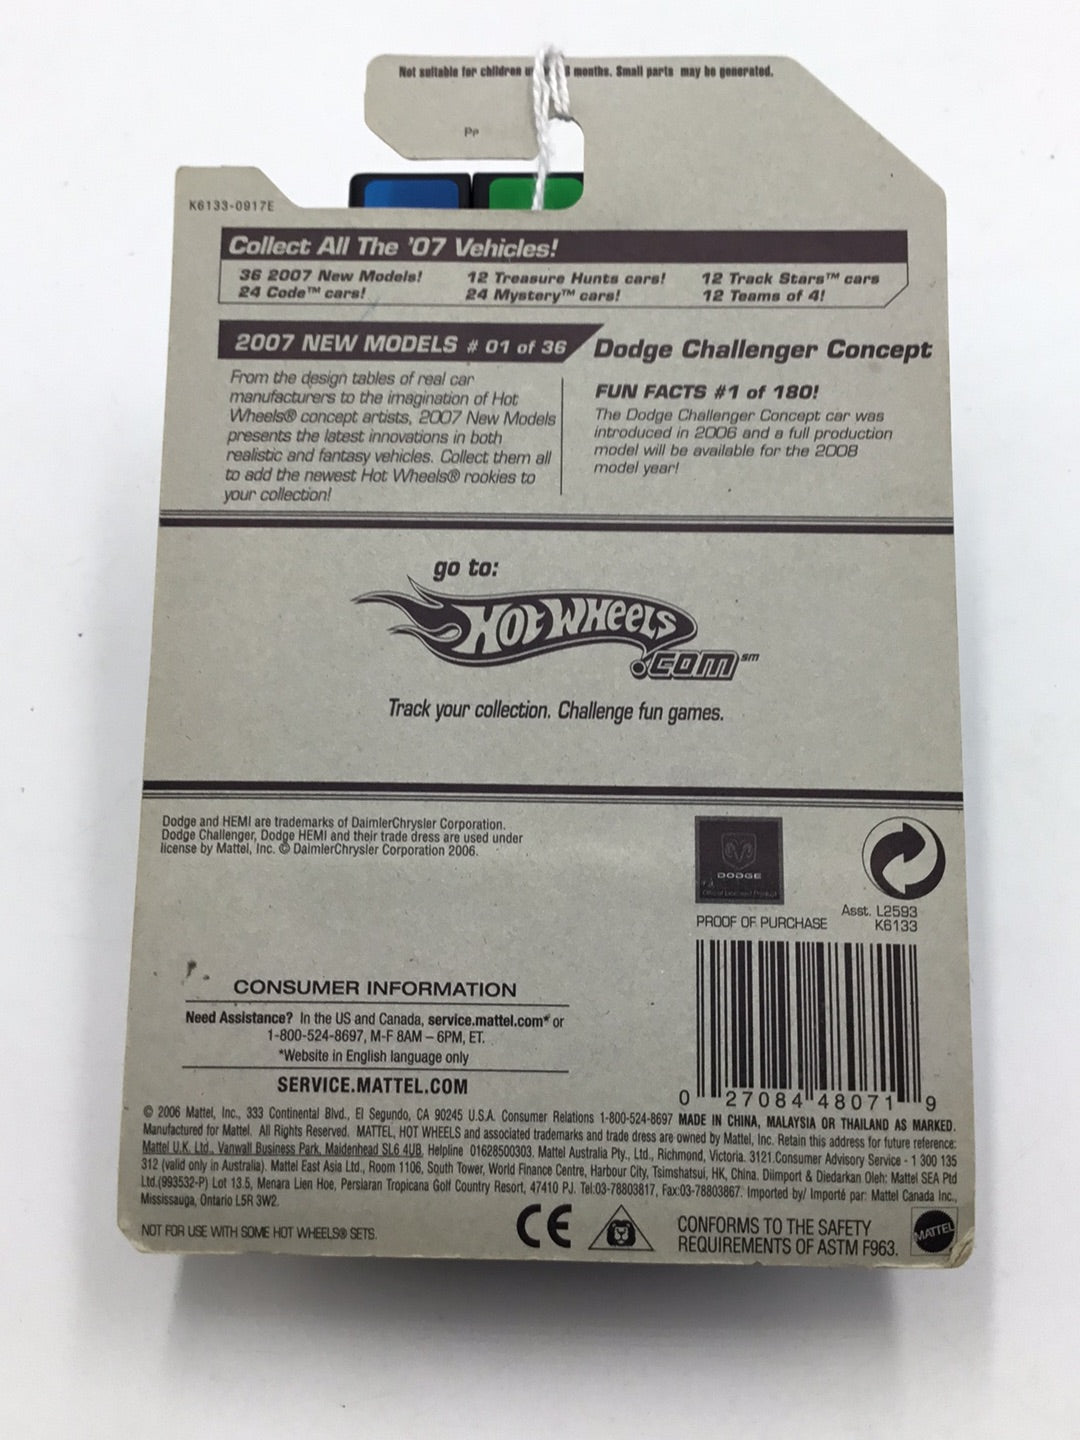 Not suitable for children months. Small parts may be generated.
Pp
K6133-0917E
Collect All The '07 Vehicles!
36 2007 New Models! 12 Treasure Hunts cars! 12 Track Stars™ cars
24 Code™ cars! 24 Mystery™ cars! 12 Teams of 4!
2007 NEW MODELS # 01 of 36
Dodge Challenger Concept
From the design tables of real car
manufacturers to the imagination of Hot
Wheels® concept artists, 2007 New Models
presents the latest innovations in both
realistic and fantasy vehicles. Collect them all
to add the newest Hot Wheels® rookies to
your collection!
FUN FACTS #1 of 180!
The Dodge Challenger Concept car was
introduced in 2006 and a full production
model will be available for the 2008
model year!
go to:
HOT WHEELS
.COM℠
Track your collection. Challenge fun games.
Dodge and HEMI are trademarks of DaimlerChrysler Corporation.
Dodge Challenger, Dodge HEMI and their trade dress are used under
license by Mattel, Inc. © DaimlerChrysler Corporation 2006.
DODGE
Official Licensed Product
PROOF OF PURCHASE
Asst. L2593
K6133
0 27084 48071 9
CONSUMER INFORMATION
Need Assistance? In the US and Canada, service.mattel.com* or
1-800-524-8697, M-F 8AM – 6PM, ET.
*Website in English language only
SERVICE.MATTEL.COM
© 2006 Mattel, Inc., 333 Continental Blvd., El Segundo, CA 90245 U.S.A. Consumer Relations 1-800-524-8697 MADE IN CHINA, MALAYSIA OR THAILAND AS MARKED.
Manufactured for Mattel. All Rights Reserved. MATTEL, HOT WHEELS and associated trademarks and trade dress are owned by Mattel, Inc. Retain this address for future reference:
Mattel U.K. Ltd., Vanwall Business Park, Maidenhead SL6 4UB. Helpline 01628500303. Mattel Australia Pty., Ltd., Richmond, Victoria. 3121.Consumer Advisory Service - 1 300 135
312 (valid only in Australia). Mattel East Asia Ltd., Room 1106, South Tower, World Finance Centre, Harbour City, Tsimshatsui, HK, China. Diimport & Diedarkan Oleh: Mattel SEA Ptd
Ltd.(993532-P) Lot 13.5, Menara Lien Hoe, Persiaran Tropicana Golf Country Resort, 47410 PJ. Tel:03-78803817, Fax:03-78803867. Imported by/ Importé par: Mattel Canada Inc.,
Mississauga, Ontario L5R 3W2.
NOT FOR USE WITH SOME HOT WHEELS® SETS.
CE
CONFORMS TO THE SAFETY
REQUIREMENTS OF ASTM F963.
MATTEL